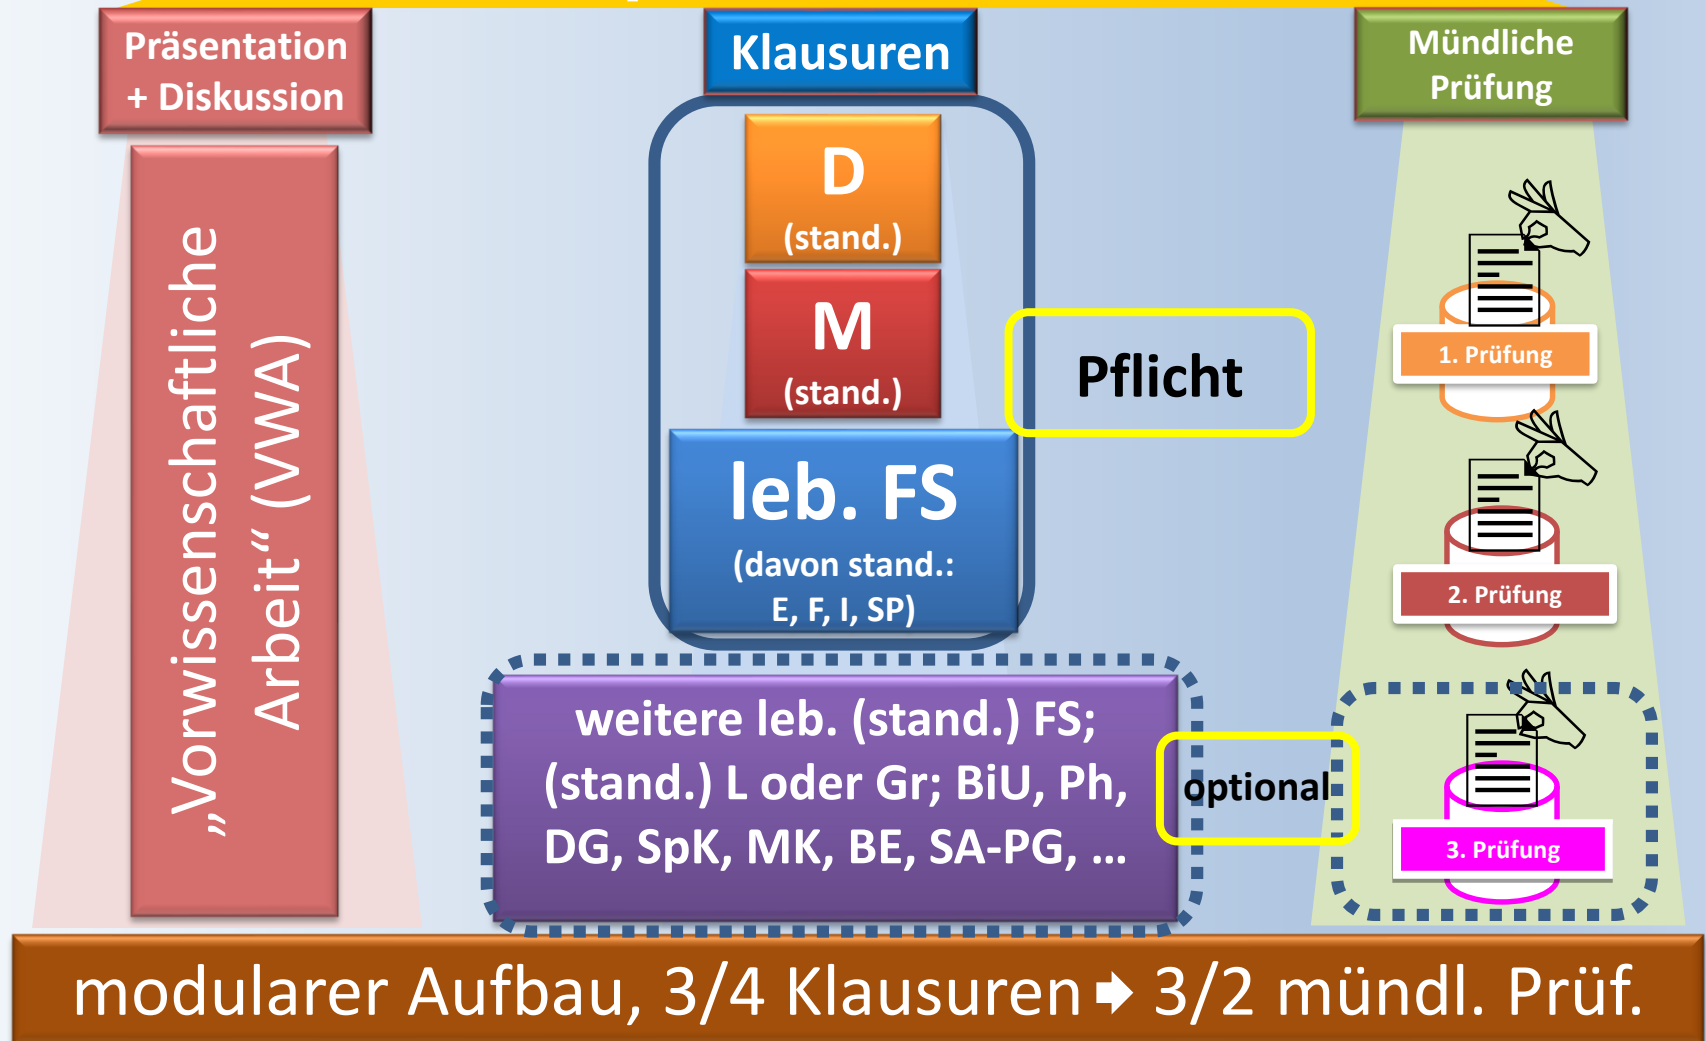 Präsentation
+ Diskussion
„Vorwissenschaftliche
Arbeit“ (VWA)
Klausuren
D
(stand.)
M
(stand.)
leb. FS
(davon stand.:
E, F, I, SP)
Pflicht
weitere leb. (stand.) FS;
(stand.) L oder Gr; BiU, Ph,
DG, SpK, MK, BE, SA-PG, ...
optional
Mündliche
Prüfung
1. Prüfung
2. Prüfung
3. Prüfung
modularer Aufbau, 3/4 Klausuren 🡆 3/2 mündl. Prüf.